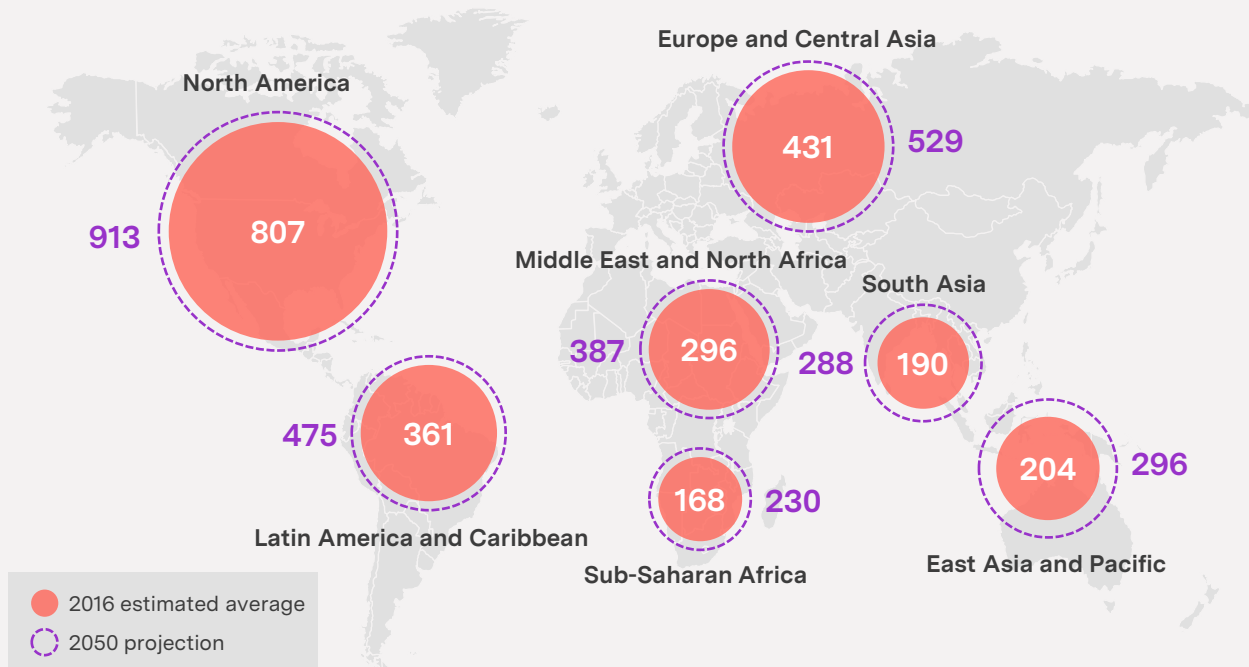 Europe and Central Asia
431
529
North America
807
913
Middle East and North Africa
296
387
South Asia
190
288
Latin America and Caribbean
361
475
Sub-Saharan Africa
168
230
East Asia and Pacific
204
296
2016 estimated average
2050 projection